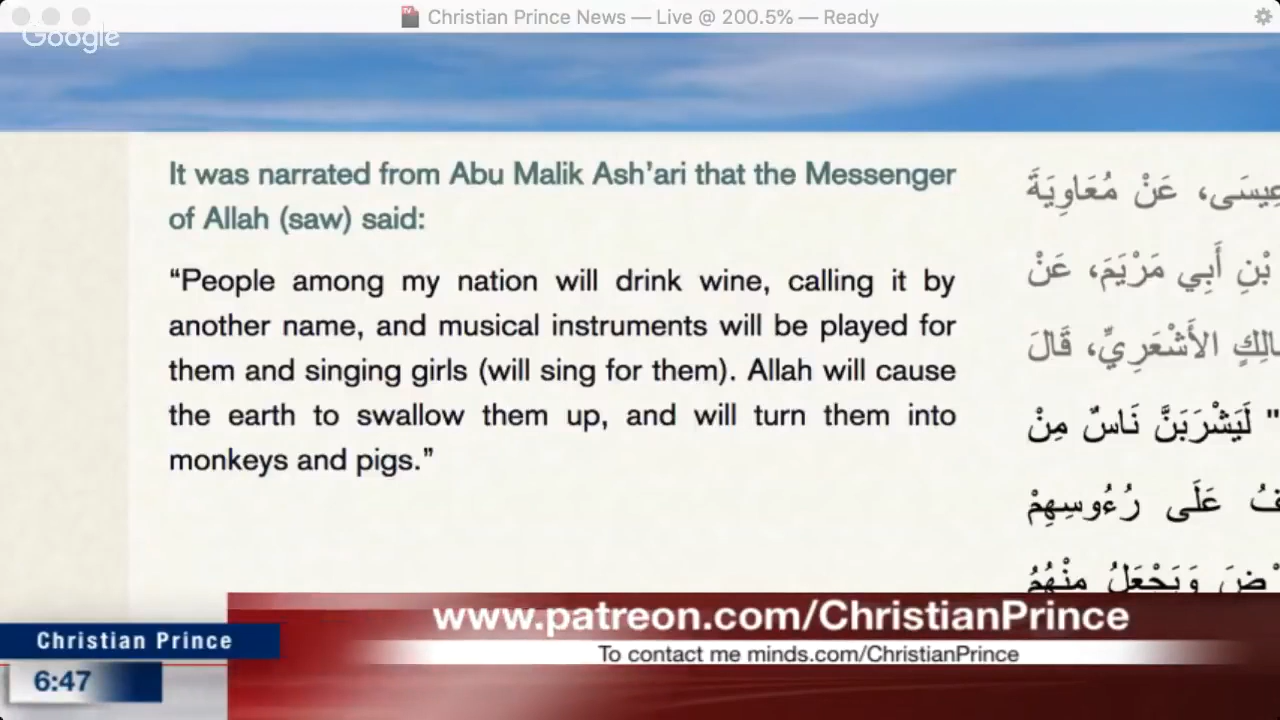 Christian Prince News — Live @ 200.5% — Ready
Google
It was narrated from Abu Malik Ash’ari that the Messenger
of Allah (saw) said:
“People among my nation will drink wine, calling it by
another name, and musical instruments will be played for
them and singing girls (will sing for them). Allah will cause
the earth to swallow them up, and will turn them into
monkeys and pigs.”
عِيسَى، عَنْ مُعَاوِيَةَ
بْنِ أَبِي مَرْيَمَ، عَنْ
الأَشْعَرِيِّ، قَالَ
" لَيَشْرَبَنَّ نَاسٌ مِنْ
عَلَى رُءُوسِهِمْ
وَيَجْعَلُ مِنْهُمُ
www.patreon.com/ChristianPrince
To contact me minds.com/ChristianPrince
Christian Prince
6:47